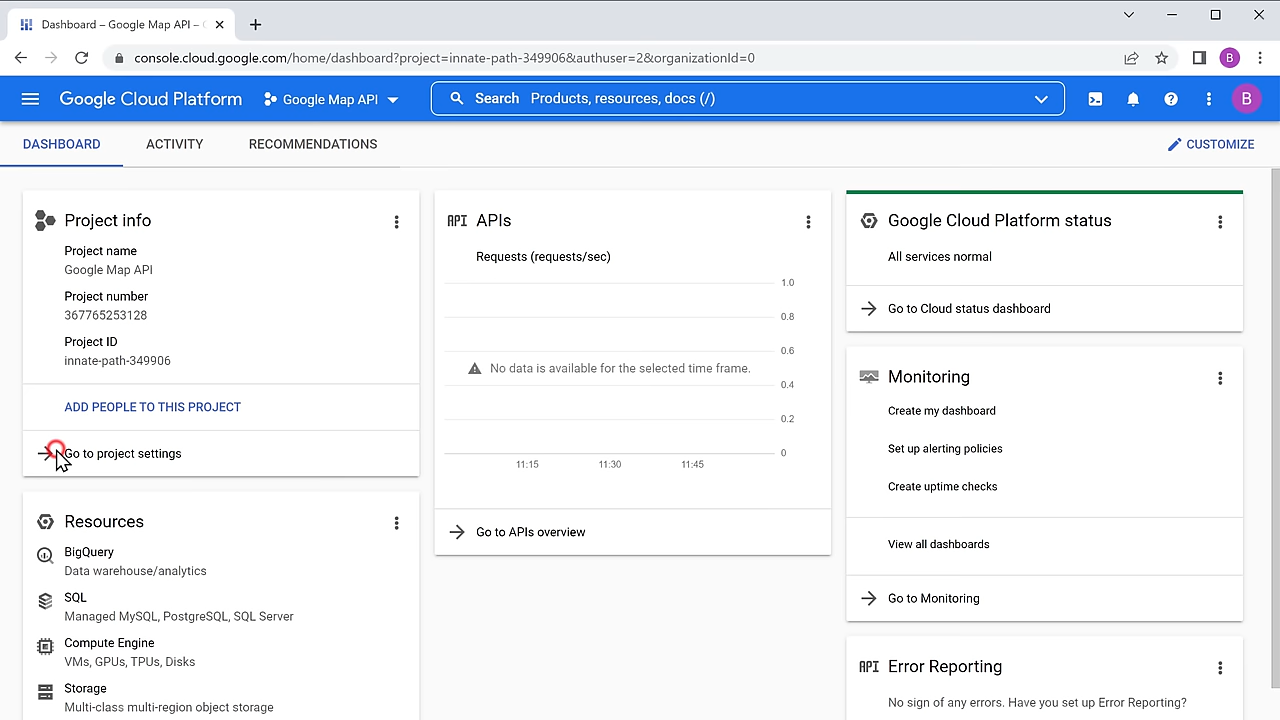 Dashboard – Google Map API –
console.cloud.google.com/home/dashboard?project=innate-path-349906&authuser=2&organizationId=0
B
Google Cloud Platform
Google Map API
Search Products, resources, docs (/)
B
DASHBOARD
ACTIVITY
RECOMMENDATIONS
CUSTOMIZE
Project info
Project name
Google Map API
Project number
367765253128
Project ID
innate-path-349906
ADD PEOPLE TO THIS PROJECT
Go to project settings
Resources
BigQuery
Data warehouse/analytics
SQL
Managed MySQL, PostgreSQL, SQL Server
Compute Engine
VMs, GPUs, TPUs, Disks
Storage
Multi-class multi-region object storage
API APIs
Requests (requests/sec)
1.0
0.8
0.6
No data is available for the selected time frame.
0.4
0.2
0
11:15 11:30 11:45
Go to APIs overview
Google Cloud Platform status
All services normal
Go to Cloud status dashboard
Monitoring
Create my dashboard
Set up alerting policies
Create uptime checks
View all dashboards
Go to Monitoring
API Error Reporting
No sign of any errors. Have you set up Error Reporting?